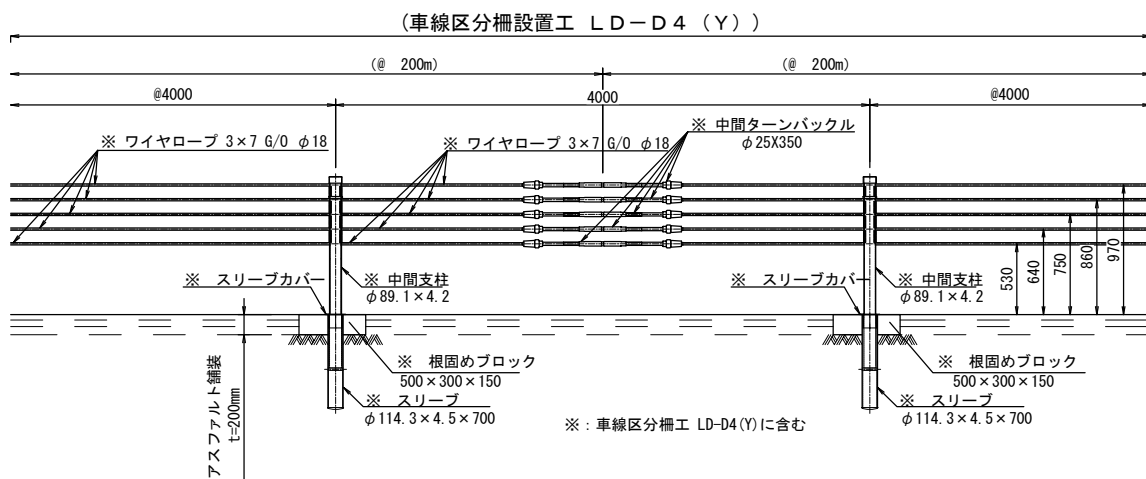 (車線区分柵設置工 LD-D4 (Y))
(@ 200m)
(@ 200m)
@4000
4000
@4000
※ ワイヤロープ 3×7 G/O φ18
※ ワイヤロープ 3×7 G/O φ18
※ 中間ターンバックル
φ25X350
※ スリーブカバー
※ 中間支柱
φ89.1×4.2
※ スリーブカバー
※ 中間支柱
φ89.1×4.2
530
640
750
860
970
※ 根固めブロック
500×300×150
※ 根固めブロック
500×300×150
※ スリーブ
φ114.3×4.5×700
※ スリーブ
φ114.3×4.5×700
アスファルト舗装
t=200mm
※：車線区分柵工 LD-D4(Y)に含む